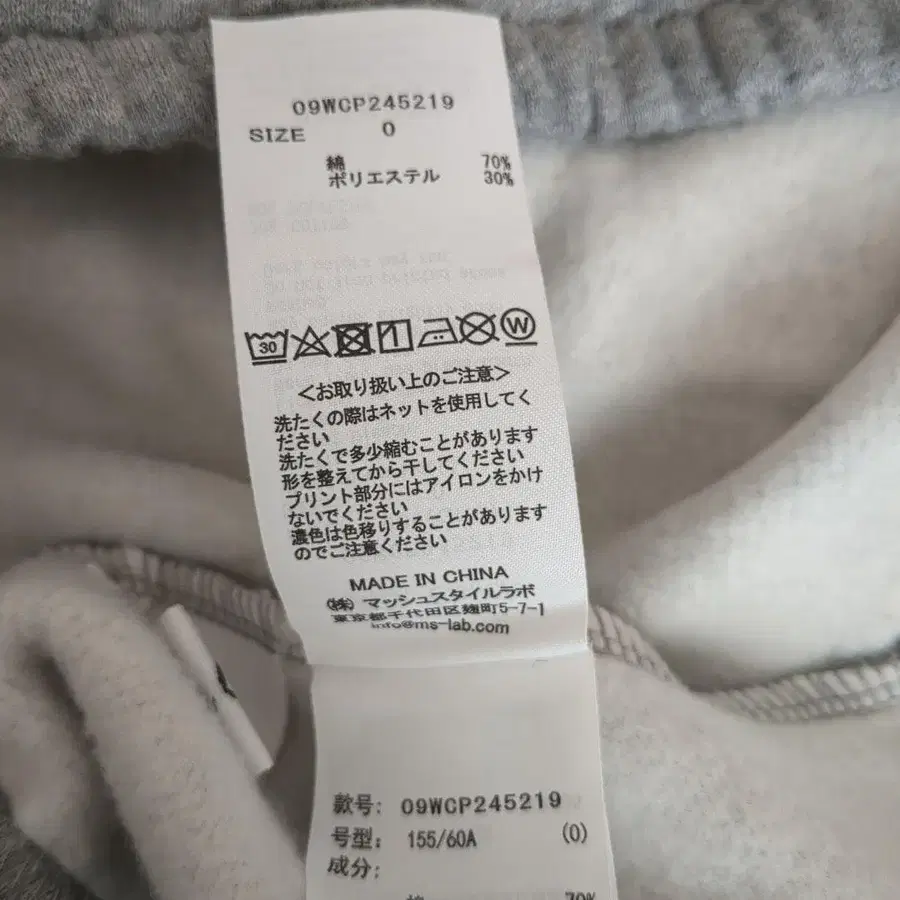 09WCP245219
SIZE 0
綿 70%
ポリエステル 30%
30
W
<お取り扱い上のご注意>
洗たくの際はネットを使用してく
ださい
洗たくで多少縮むことがあります
形を整えてから干してください
プリント部分にはアイロンをかけ
ないでください
濃色は色移りすることがあります
のでご注意ください
MADE IN CHINA
㈱ マッシュスタイルラボ
東京都千代田区麹町5-7-1
info@ms-lab.com
款号: 09WCP245219
号型: 155/60A (0)
成分:
棉 70%